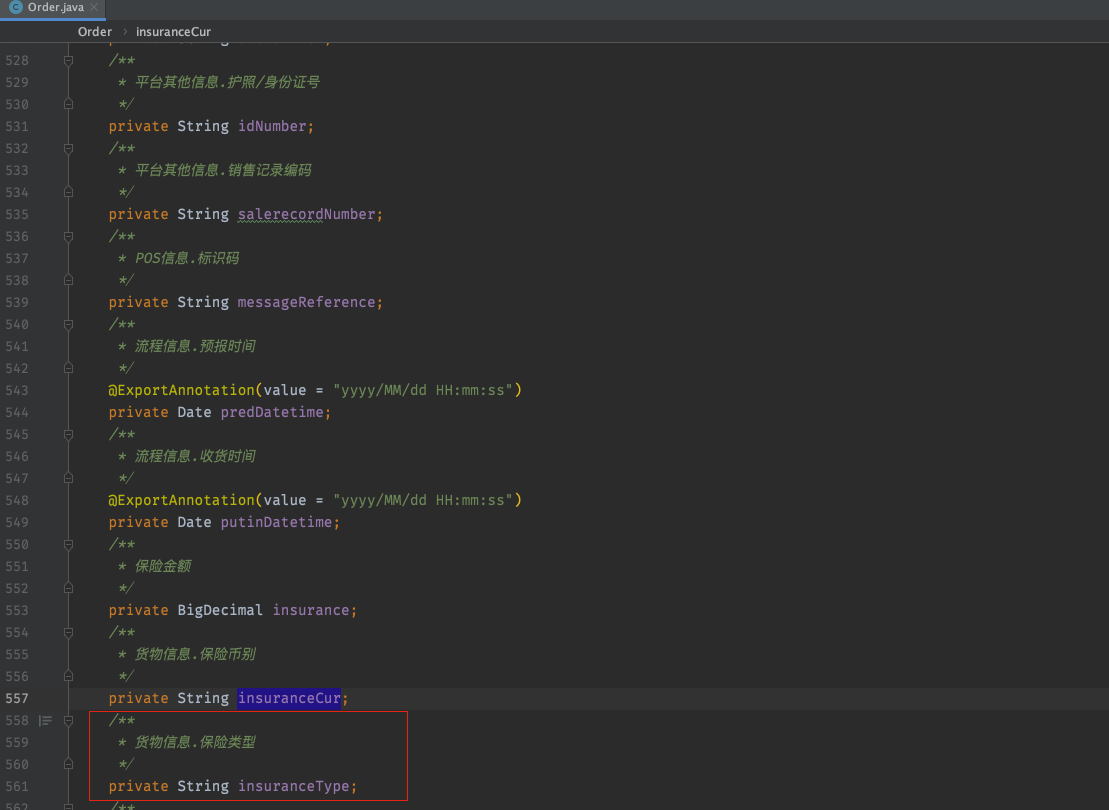 Order.java
Order > insuranceCur
528 /**
529 * 平台其他信息.护照/身份证号
530 */
531 private String idNumber;
532 /**
533 * 平台其他信息.销售记录编码
534 */
535 private String salerecordNumber;
536 /**
537 * POS信息.标识码
538 */
539 private String messageReference;
540 /**
541 * 流程信息.预报时间
542 */
543 @ExportAnnotation(value = "yyyy/MM/dd HH:mm:ss")
544 private Date predDatetime;
545 /**
546 * 流程信息.收货时间
547 */
548 @ExportAnnotation(value = "yyyy/MM/dd HH:mm:ss")
549 private Date putinDatetime;
550 /**
551 * 保险金额
552 */
553 private BigDecimal insurance;
554 /**
555 * 货物信息.保险币别
556 */
557 private String insuranceCur;
558 /**
559 * 货物信息.保险类型
560 */
561 private String insuranceType;
562 /**